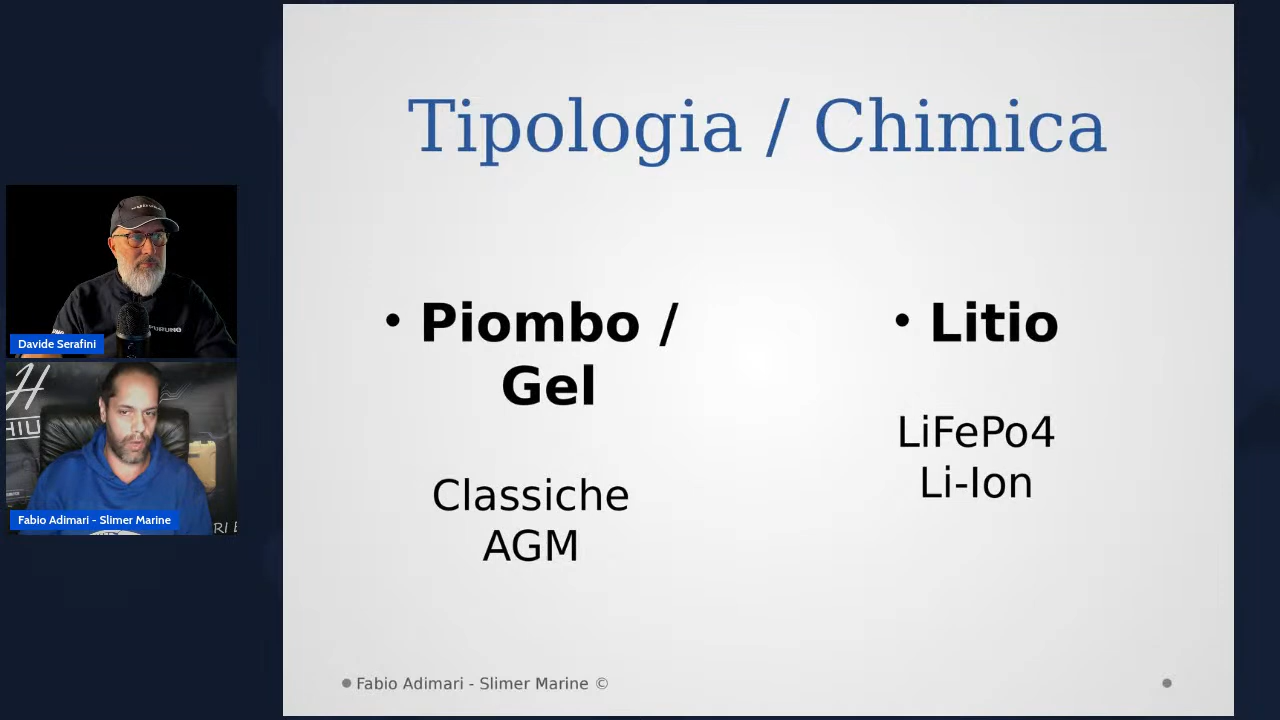 Tipologia / Chimica
• Piombo /
Gel
Classiche
AGM
• Litio
LiFePo4
Li-Ion
Fabio Adimari - Slimer Marine ©
Davide Serafini
Fabio Adimari - Slimer Marine